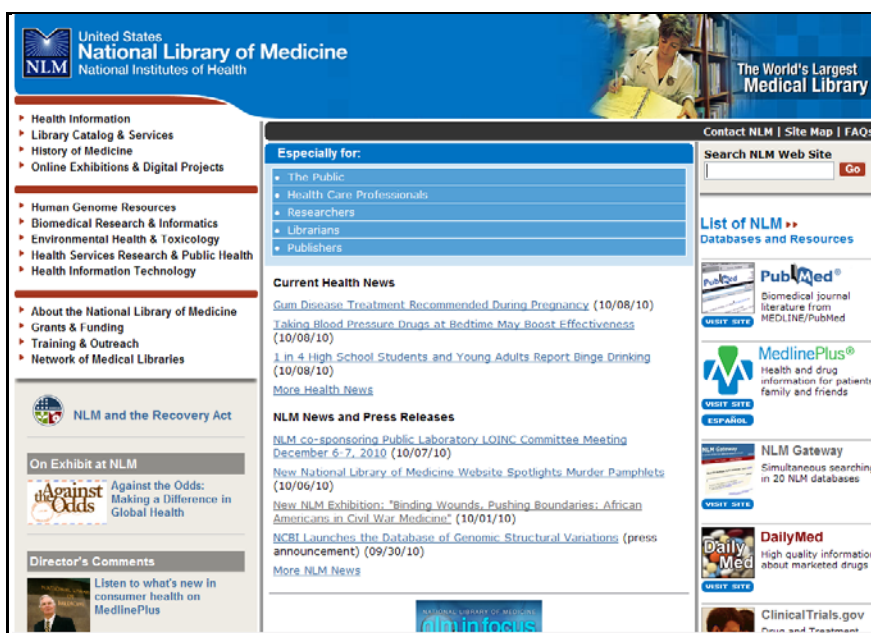 United States
National Library of Medicine
National Institutes of Health
NLM
The World's Largest
Medical Library
Health Information
Library Catalog & Services
History of Medicine
Online Exhibitions & Digital Projects
Human Genome Resources
Biomedical Research & Informatics
Environmental Health & Toxicology
Health Services Research & Public Health
Health Information Technology
About the National Library of Medicine
Grants & Funding
Training & Outreach
Network of Medical Libraries
NLM and the Recovery Act
On Exhibit at NLM
against the Odds
Against the Odds:
Making a Difference in
Global Health
Director's Comments
Listen to what's new in
consumer health on
MedlinePlus
Especially for:
• The Public
• Health Care Professionals
• Researchers
• Librarians
• Publishers
Current Health News
Gum Disease Treatment Recommended During Pregnancy (10/08/10)
Taking Blood Pressure Drugs at Bedtime May Boost Effectiveness
(10/08/10)
1 in 4 High School Students and Young Adults Report Binge Drinking
(10/08/10)
More Health News
NLM News and Press Releases
NLM co-sponsoring Public Laboratory LOINC Committee Meeting
December 6-7, 2010 (10/07/10)
New National Library of Medicine Website Spotlights Murder Pamphlets
(10/06/10)
New NLM Exhibition: "Binding Wounds, Pushing Boundaries: African
Americans in Civil War Medicine" (10/01/10)
NCBI Launches the Database of Genomic Structural Variations (press
announcement) (09/30/10)
More NLM News
NATIONAL LIBRARY OF MEDICINE
nlm in focus
Contact NLM | Site Map | FAQs
Search NLM Web Site
Go
List of NLM
Databases and Resources
PubMed®
Biomedical journal
literature from
MEDLINE/PubMed
VISIT SITE
MedlinePlus®
Health and drug
information for patients
family and friends
VISIT SITE
ESPAÑOL
NLM Gateway
Simultaneous searching
in 20 NLM databases
VISIT SITE
Daily
Med
DailyMed
High quality information
about marketed drugs
VISIT SITE
ClinicalTrials.gov
Drug and Treatment